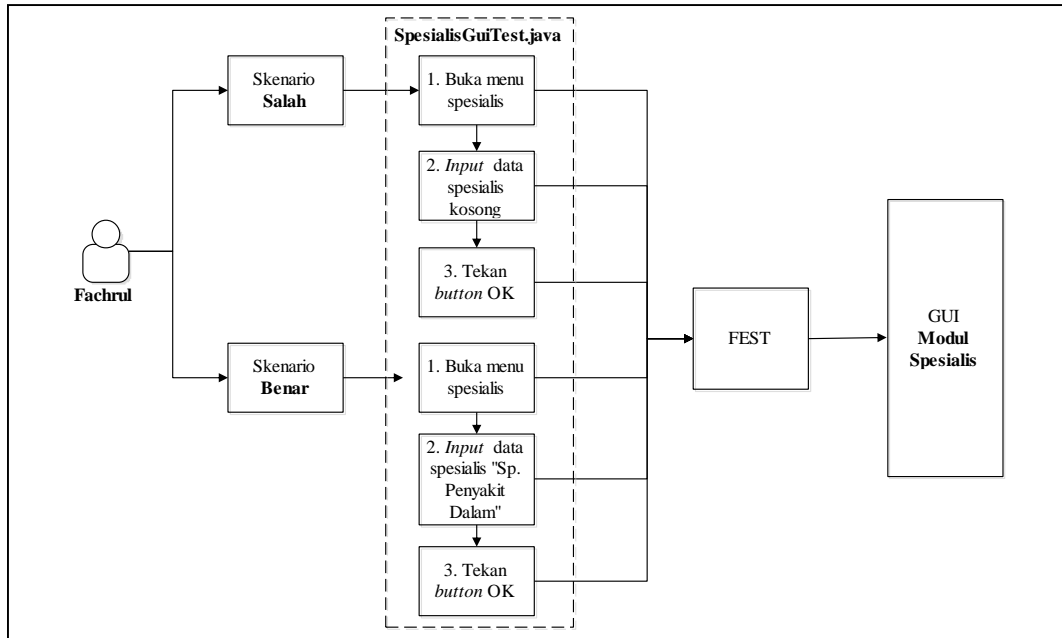 SpesialisGuiTest.java
Skenario
Salah
1. Buka menu
spesialis
2. Input data
spesialis
kosong
3. Tekan
button OK
Fachrul
Skenario
Benar
1. Buka menu
spesialis
2. Input data
spesialis "Sp.
Penyakit
Dalam"
3. Tekan
button OK
FEST
GUI
Modul
Spesialis